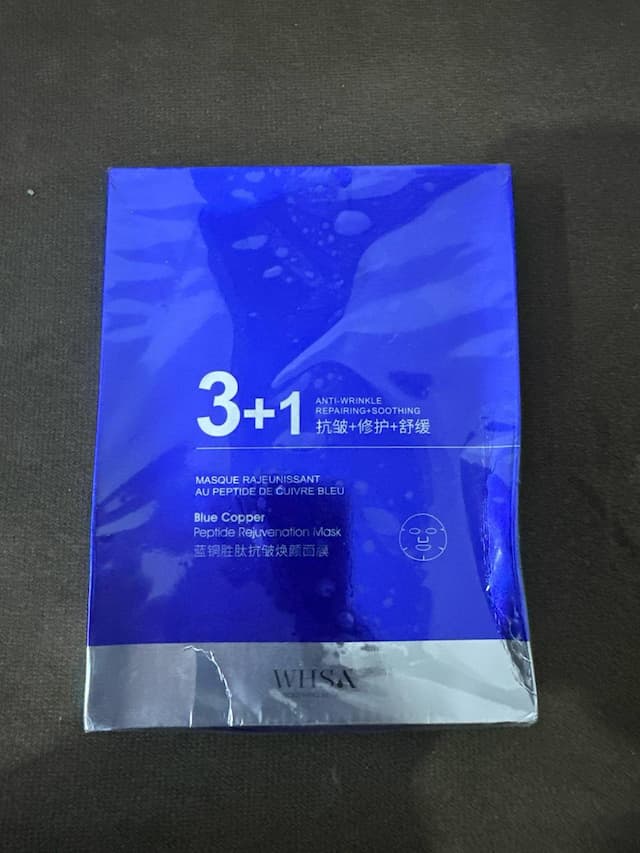 3+1
ANTI-WRINKLE
REPAIRING+SOOTHING
抗皱+修护+舒缓
MASQUE RAJEUNISSANT
AU PEPTIDE DE CUIVRE BLEU
Blue Copper
Peptide Rejuvenation Mask
蓝铜胜肽抗皱焕颜面膜
WHSA